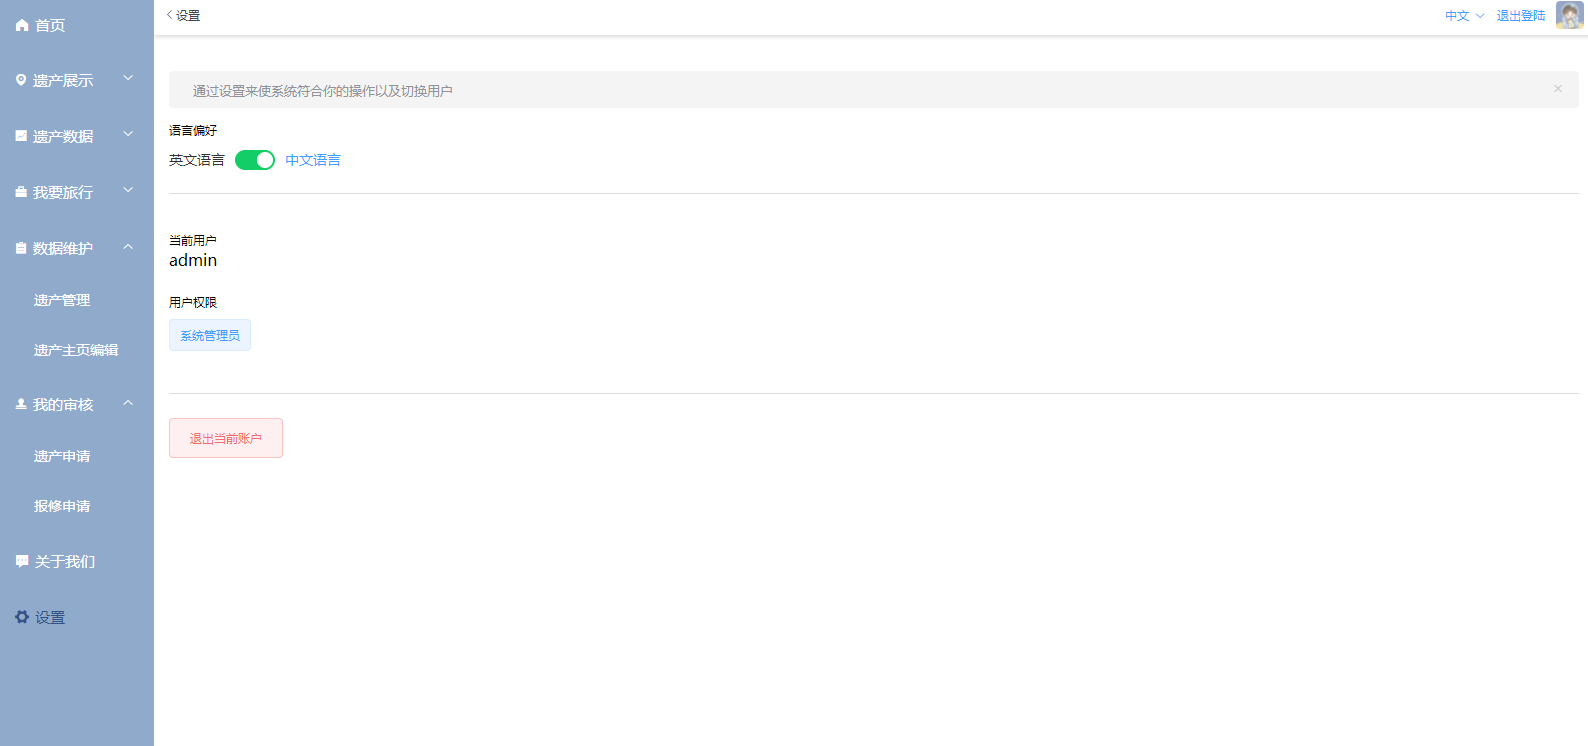 首页
遗产展示
遗产数据
我要旅行
数据维护
遗产管理
遗产主页编辑
我的审核
遗产申请
报修申请
关于我们
设置
设置
中文 退出登陆
通过设置来使系统符合你的操作以及切换用户
语言偏好
英文语言 中文语言
当前用户
admin
用户权限
系统管理员
退出当前账户